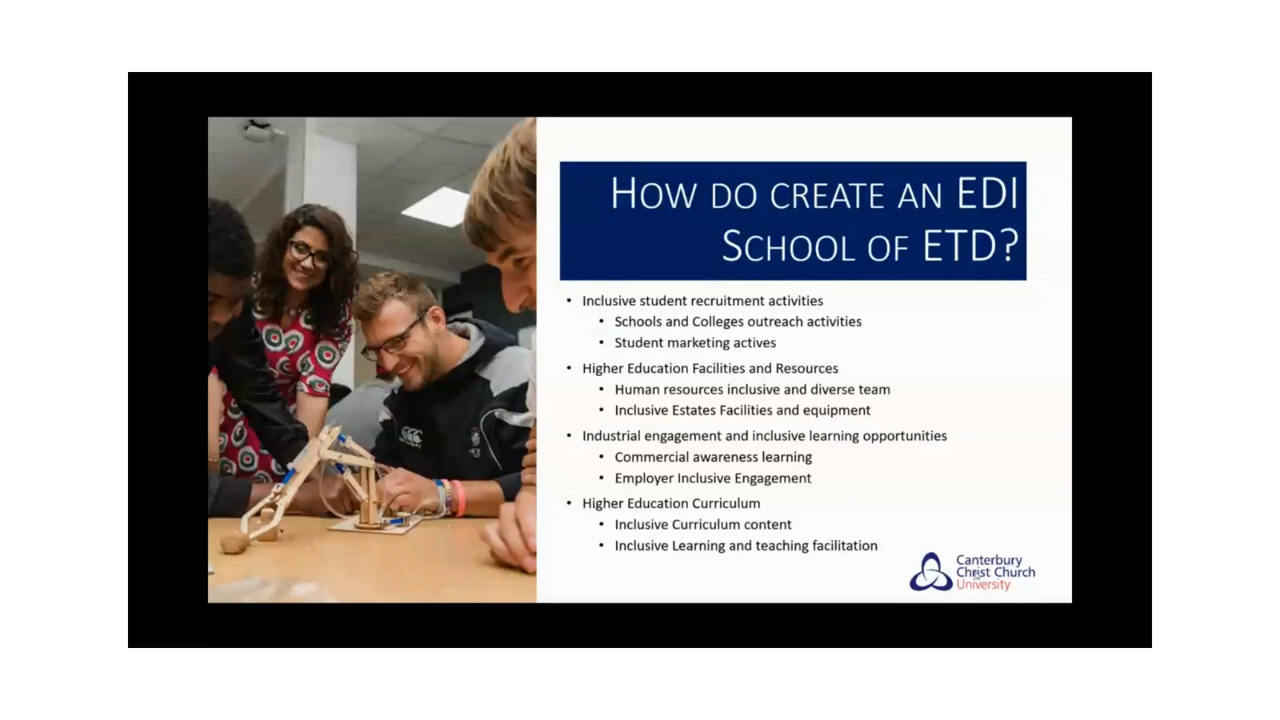 HOW DO CREATE AN EDI
SCHOOL OF ETD?
• Inclusive student recruitment activities
• Schools and Colleges outreach activities
• Student marketing actives
• Higher Education Facilities and Resources
• Human resources inclusive and diverse team
• Inclusive Estates Facilities and equipment
• Industrial engagement and inclusive learning opportunities
• Commercial awareness learning
• Employer Inclusive Engagement
• Higher Education Curriculum
• Inclusive Curriculum content
• Inclusive Learning and teaching facilitation
Canterbury
Christ Church
University